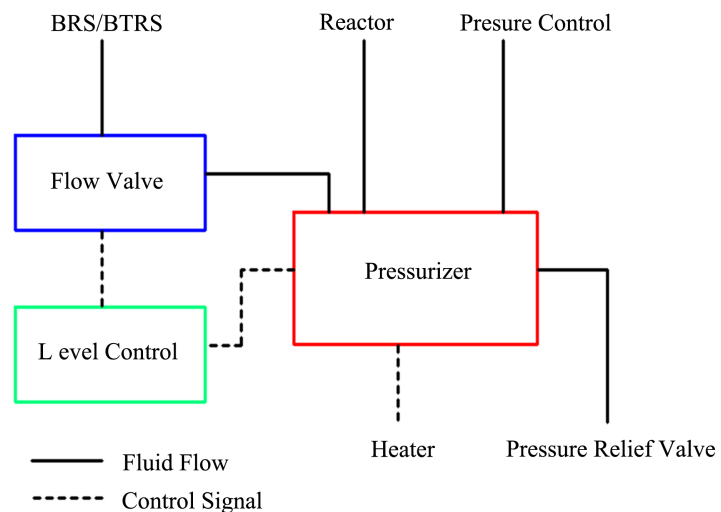 BRS/BTRS
Reactor
Presure Control
Flow Valve
Pressurizer
L evel Control
Heater
Pressure Relief Valve
Fluid Flow
Control Signal